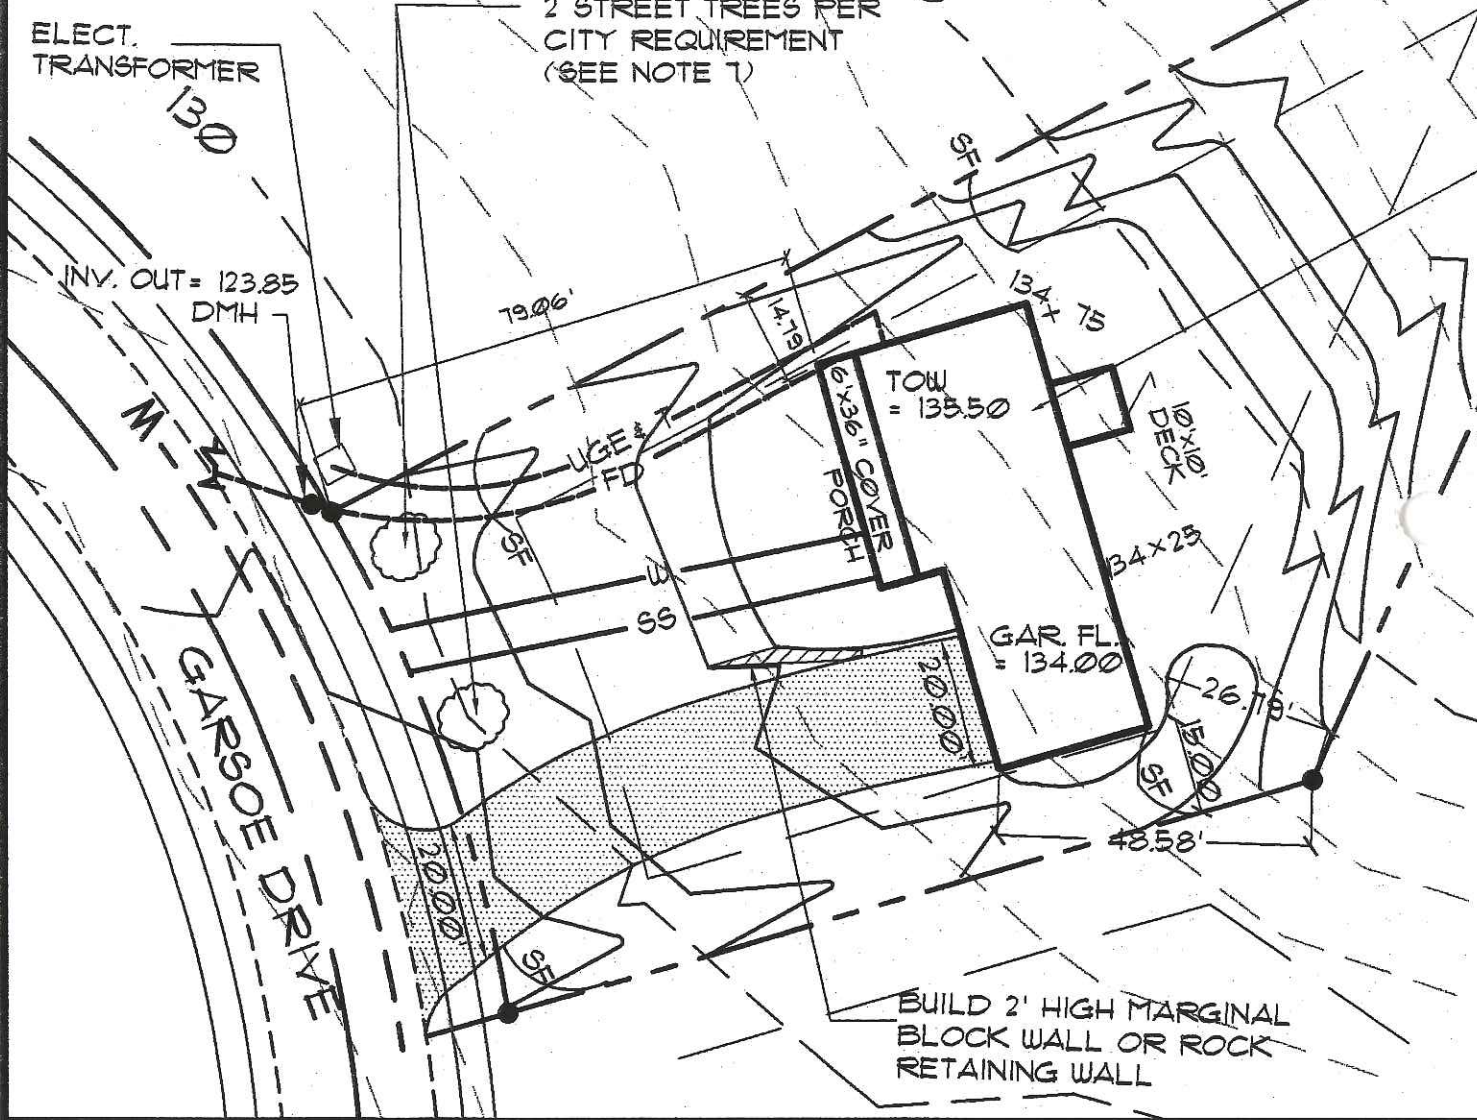 2 STREET TREES PER
CITY REQUIREMENT
(SEE NOTE 7)
ELECT.
TRANSFORMER
130
SF
INV. OUT = 123.85
DMH
79.06'
14.79
134+75
TOW
= 135.50
6'x36" COVER
PORCH
10'x10'
DECK
W
UGE &
T
FD
SF
W
SS
134x25
GAR. FL.
= 134.00
20.00'
26.78'
15.00
SF
GARSOE DRIVE
20.00'
48.58'
SF
BUILD 2' HIGH MARGINAL
BLOCK WALL OR ROCK
RETAINING WALL